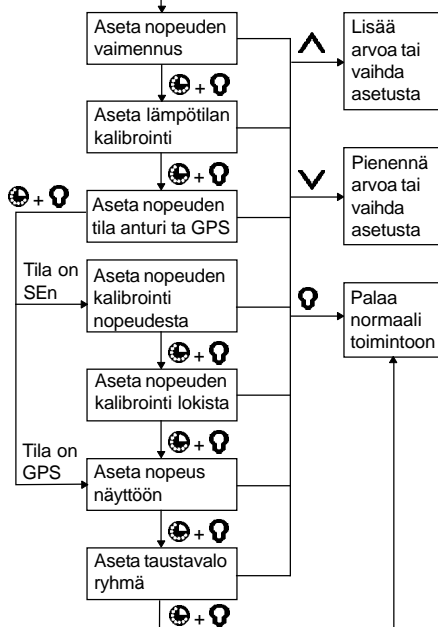 Aseta nopeuden
vaimennus
+
Aseta lämpötilan
kalibrointi
+
+
Aseta nopeuden
tila anturi ta GPS
Tila on
SEn
Aseta nopeuden
kalibrointi
nopeudesta
+
Aseta nopeuden
kalibrointi lokista
+
Tila on
GPS
Aseta nopeus
näyttöön
+
Aseta taustavalo
ryhmä
+
Lisää
arvoa tai
vaihda
asetusta
Pienennä
arvoa tai
vaihda
asetusta
Palaa
normaali
toimintoon